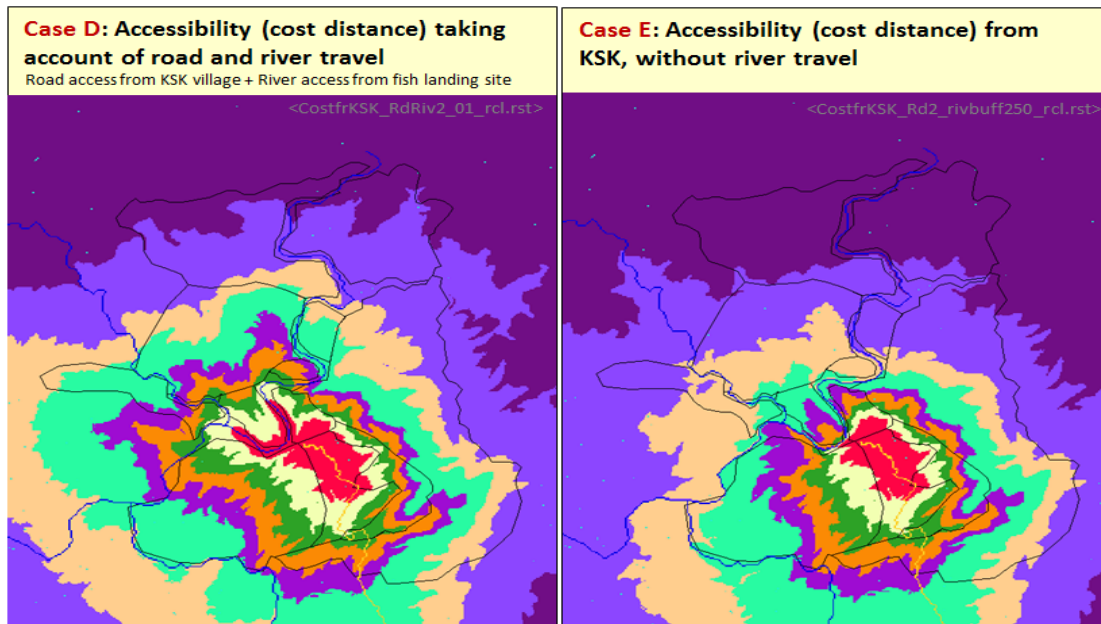 Case D: Accessibility (cost distance) taking
account of road and river travel
Road access from KSK village + River access from fish landing site
<CostfrKSK_RdRiv2_01_rcl.rst>
Case E: Accessibility (cost distance) from
KSK, without river travel
<CostfrKSK_Rd2_rivbuff250_rcl.rst>